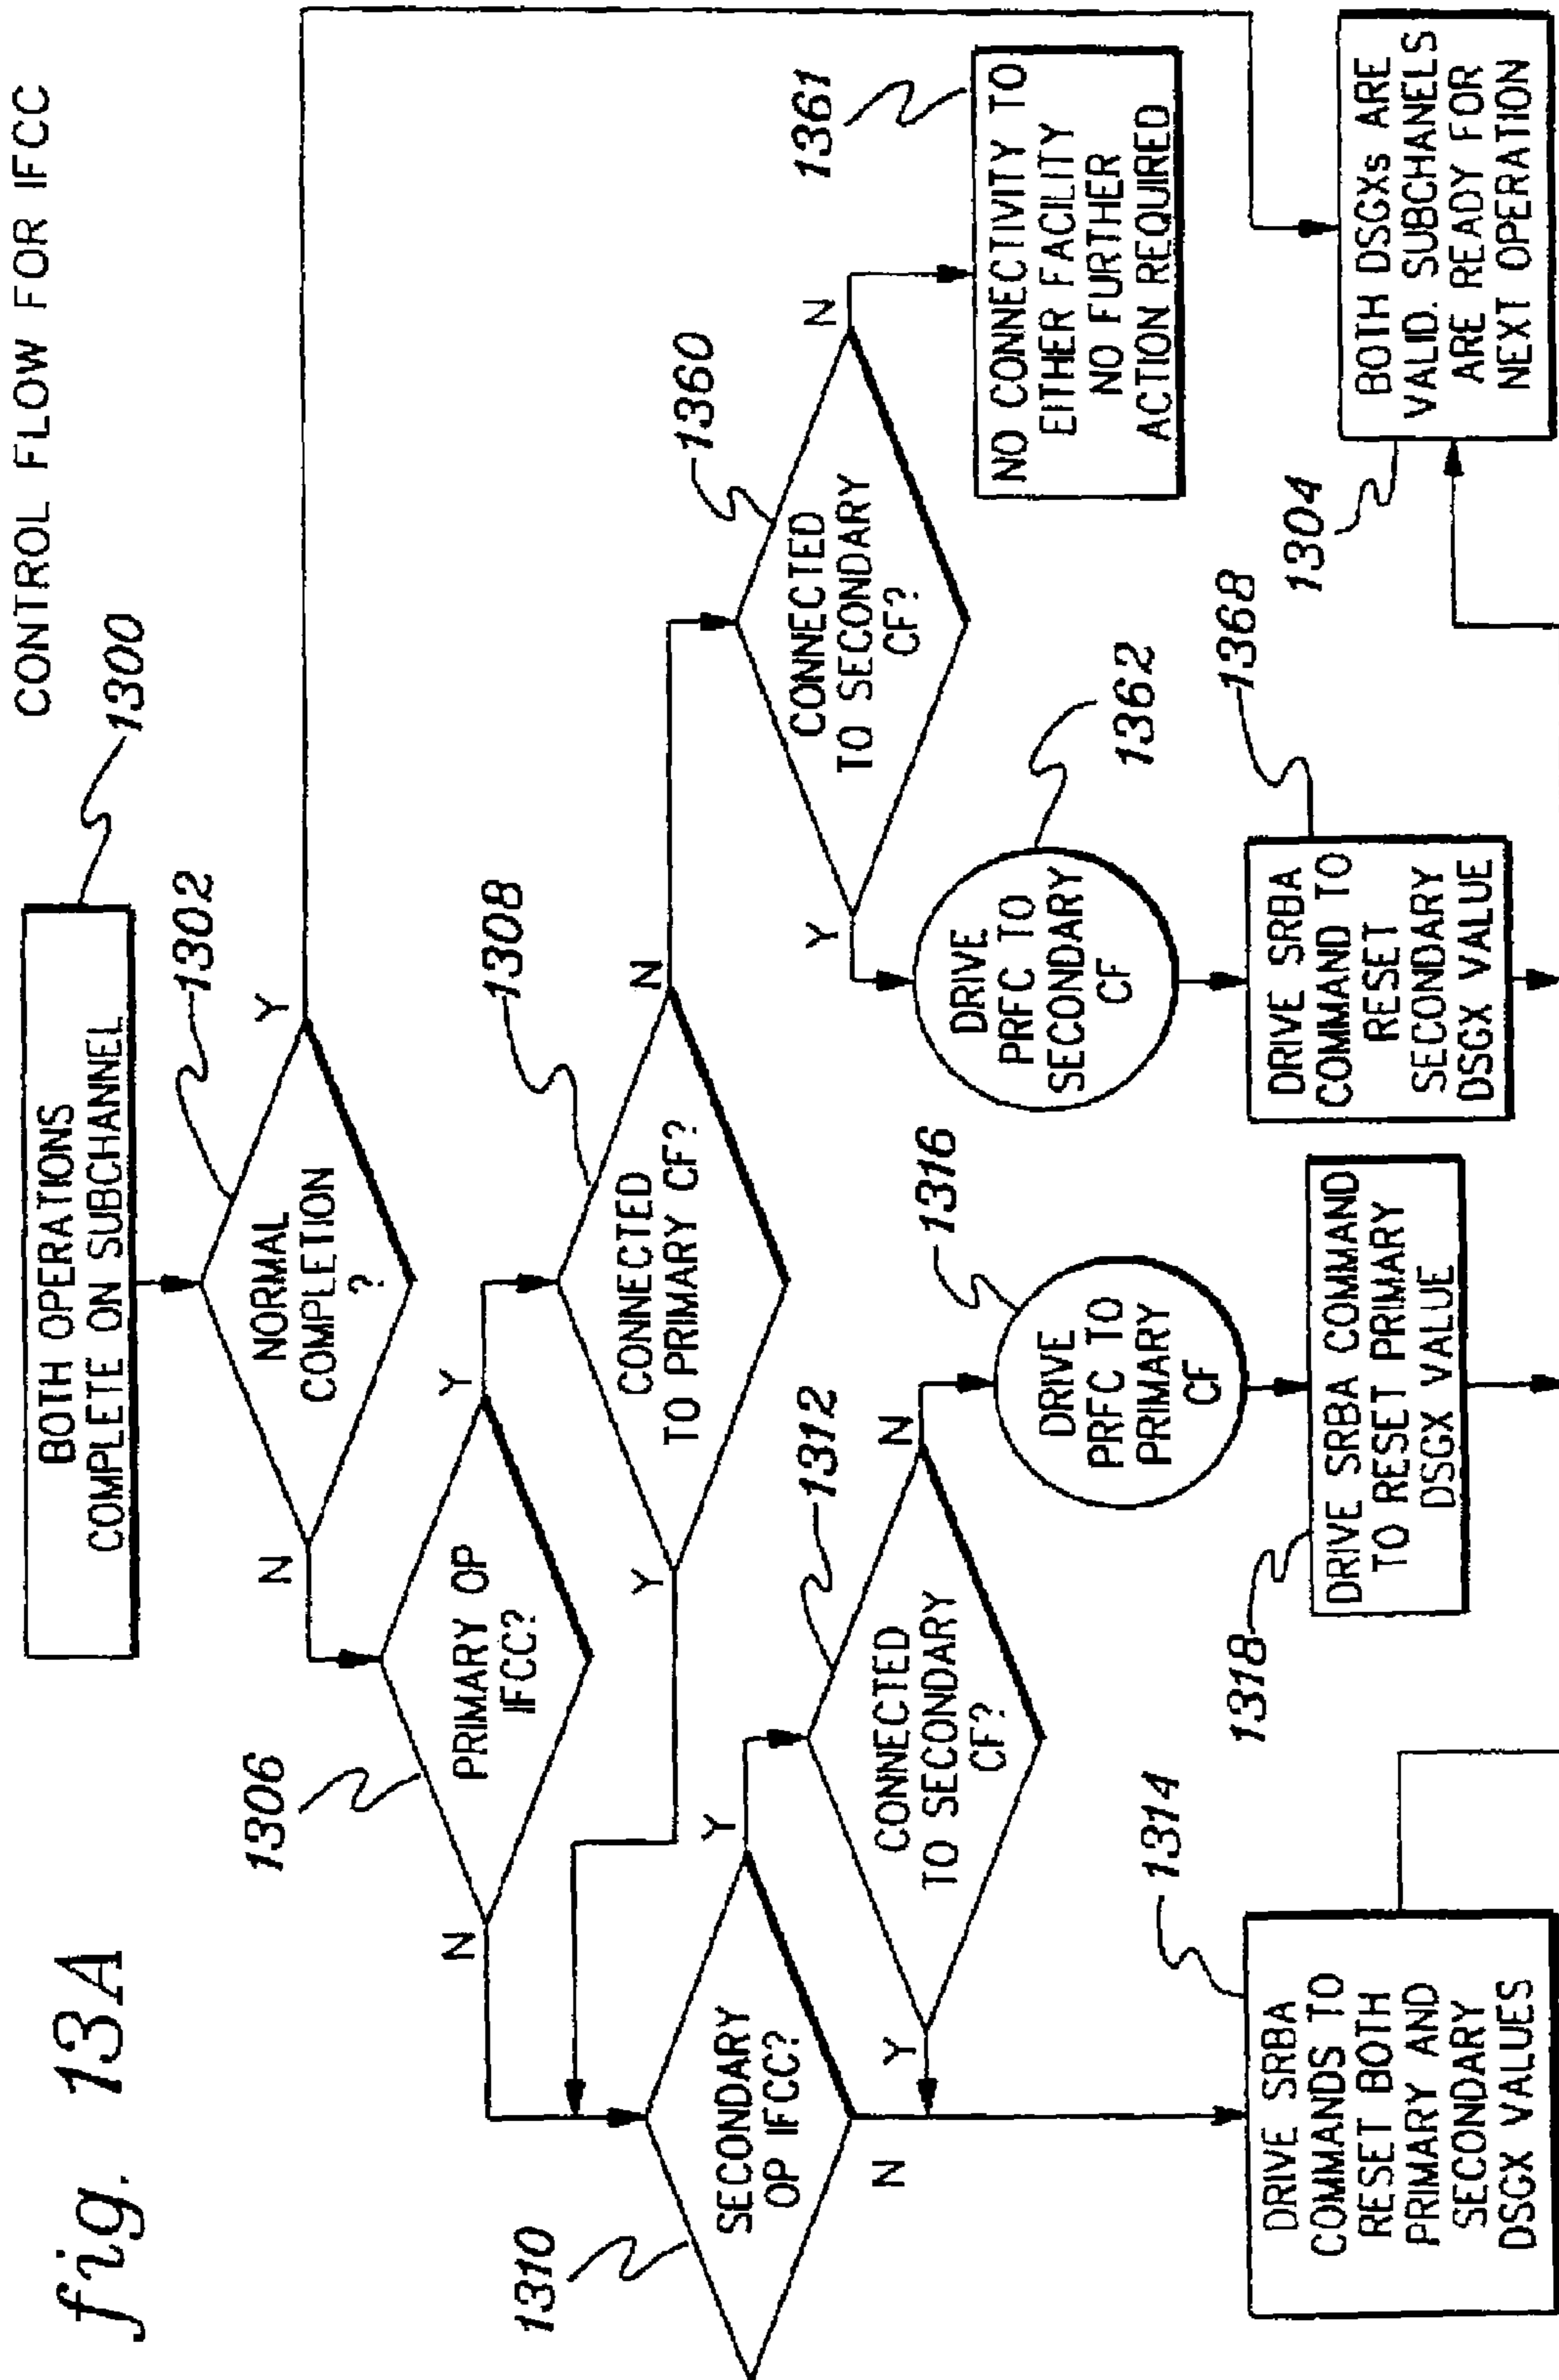 fig. 13A
CONTROL FLOW FOR IFCC
BOTH OPERATIONS
COMPLETE ON SUBCHANNEL
1300
NORMAL
COMPLETION
?
1302
N
Y
PRIMARY OP
IFCC?
1306
N
Y
CONNECTED
TO PRIMARY CF?
1308
Y
N
SECONDARY
OP IFCC?
1310
Y
N
CONNECTED
TO SECONDARY
CF?
1312
Y
N
CONNECTED
TO SECONDARY
CF?
1360
Y
N
NO CONNECTIVITY TO
EITHER FACILITY
NO FURTHER
ACTION REQUIRED
1361
DRIVE
PRFC TO
PRIMARY
CF
1316
DRIVE
PRFC TO
SECONDARY
CF
1362
DRIVE SRBA
COMMANDS TO
RESET BOTH
PRIMARY AND
SECONDARY
DSGX VALUES
1314
DRIVE SRBA COMMAND
TO RESET PRIMARY
DSGX VALUE
1318
DRIVE SRBA
COMMAND TO
RESET
SECONDARY
DSGX VALUE
1368
BOTH DSGXs ARE
VALID. SUBCHANELS
ARE READY FOR
NEXT OPERATION
1304